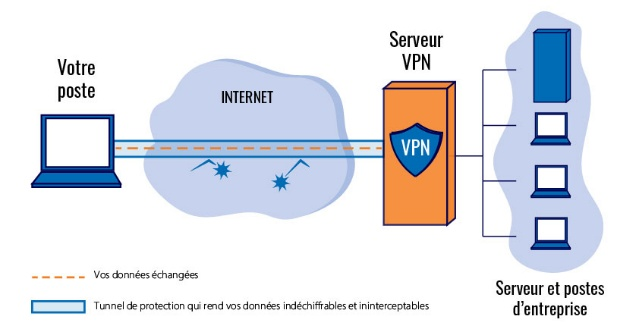 Votre
poste
INTERNET
Serveur
VPN
VPN
Serveur et postes
d'entreprise
Vos données échangées
Tunnel de protection qui rend vos données indéchiffrables et ininterceptables